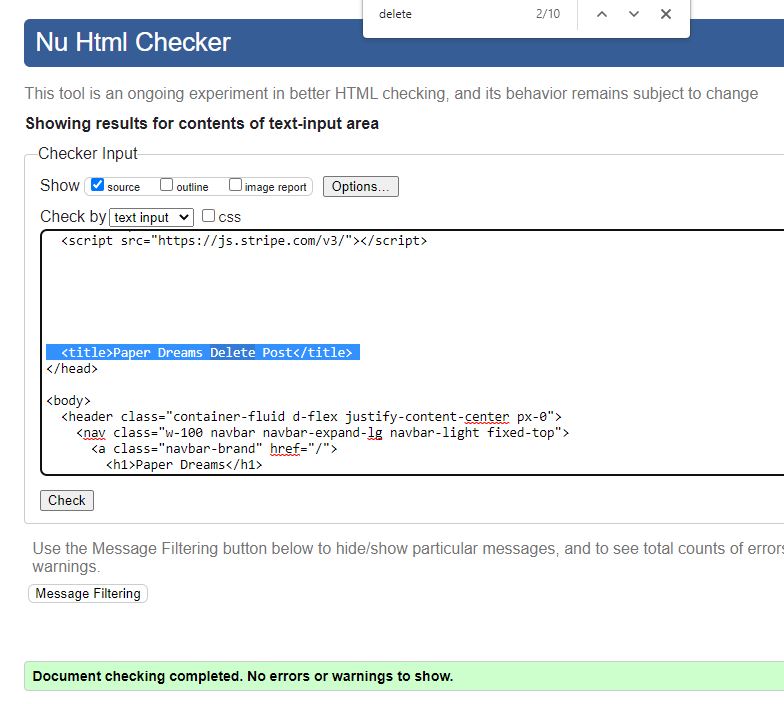 delete 2/10
Nu Html Checker
This tool is an ongoing experiment in better HTML checking, and its behavior remains subject to change
Showing results for contents of text-input area
Checker Input
Show source outline image report Options...
Check by text input css
<script src="https://js.stripe.com/v3/"></script>
<title>Paper Dreams Delete Post</title>
</head>
<body>
<header class="container-fluid d-flex justify-content-center px-0">
<nav class="w-100 navbar navbar-expand-lg navbar-light fixed-top">
<a class="navbar-brand" href="/">
<h1>Paper Dreams</h1>
Check
Use the Message Filtering button below to hide/show particular messages, and to see total counts of errors
warnings.
Message Filtering
Document checking completed. No errors or warnings to show.